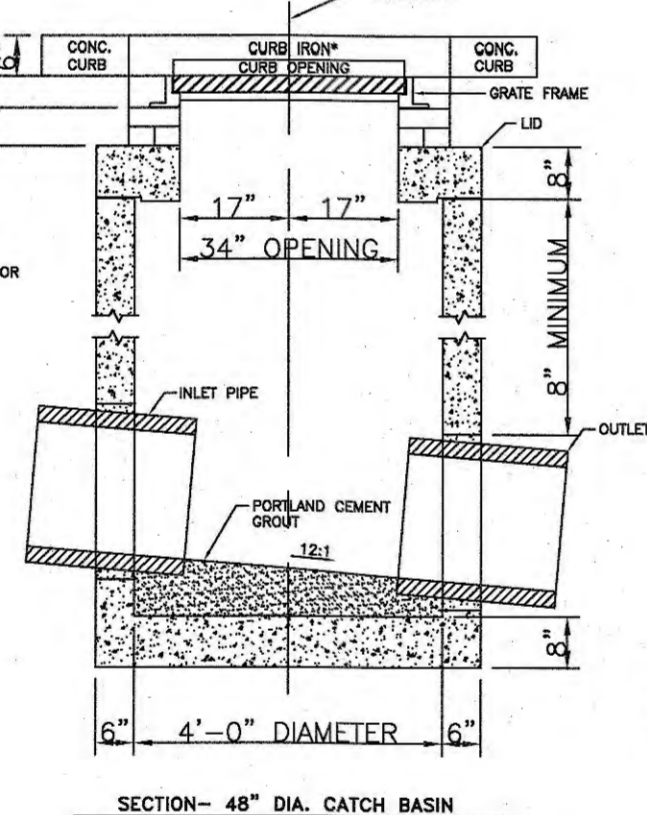 CONC.
CURB
CURB IRON*
CURB OPENING
CONC.
CURB
GRATE FRAME
LID
8"
17" 17"
34" OPENING
OR
8" MINIMUM
INLET PIPE
OUTLET
PORTLAND CEMENT
GROUT
12:1
8"
6" 4'-0" DIAMETER 6"
SECTION- 48" DIA. CATCH BASIN